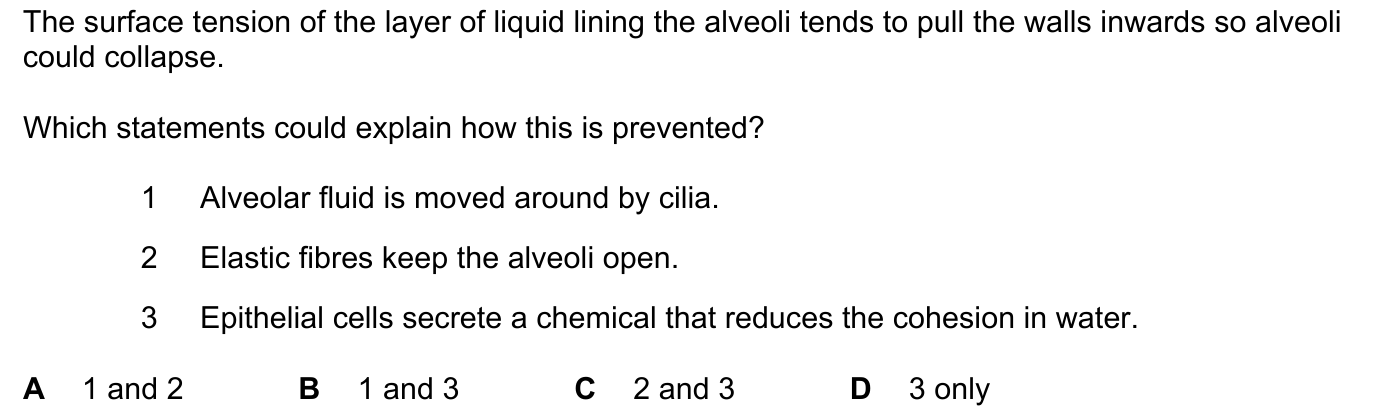 The surface tension of the layer of liquid lining the alveoli tends to pull the walls inwards so alveoli
could collapse.
Which statements could explain how this is prevented?
1 Alveolar fluid is moved around by cilia.
2 Elastic fibres keep the alveoli open.
3 Epithelial cells secrete a chemical that reduces the cohesion in water.
A 1 and 2 B 1 and 3 C 2 and 3 D 3 only